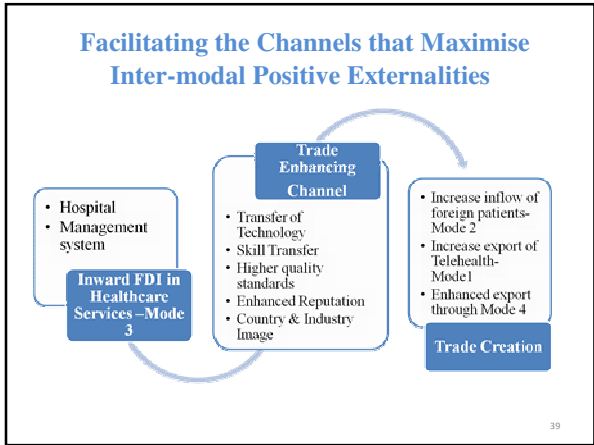 Facilitating the Channels that Maximise
Inter-modal Positive Externalities
• Hospital
• Management
system
Inward FDI in
Healthcare
Services –Mode
3
Trade
Enhancing
Channel
• Transfer of
Technology
• Skill Transfer
• Higher quality
standards
• Enhanced Reputation
• Country & Industry
Image
• Increase inflow of
foreign patients-
Mode 2
• Increase export of
Telehealth-
Mode1
• Enhanced export
through Mode 4
Trade Creation
39